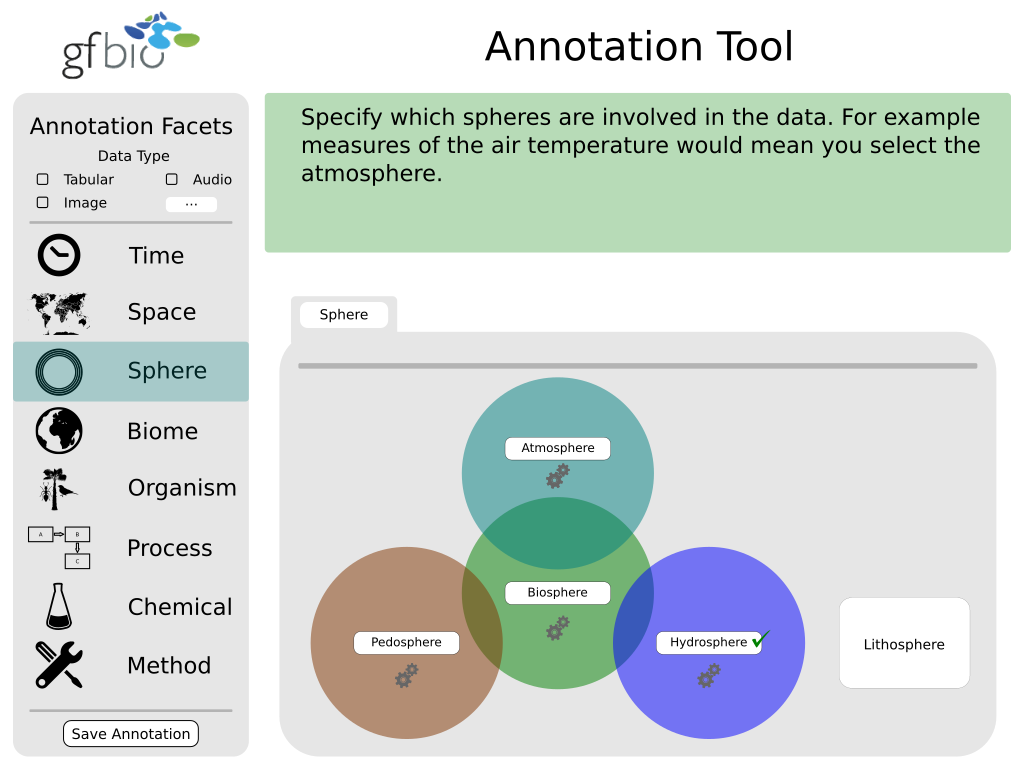 gfbio
Annotation Tool
Annotation Facets
Data Type
Tabular
Audio
Image
...
Time
Space
Sphere
Biome
Organism
A
B
C
Process
Chemical
Method
Save Annotation
Specify which spheres are involved in the data. For example
measures of the air temperature would mean you select the
atmosphere.
Sphere
Atmosphere
Biosphere
Pedosphere
Hydrosphere
Lithosphere